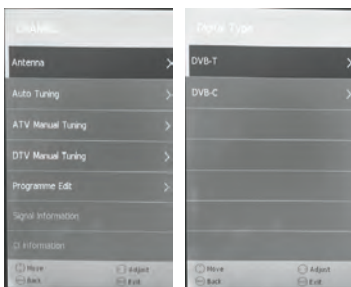 CHANNEL
Antenna
Auto Tuning
ATV Manual Tuning
DTV Manual Tuning
Programme Edit
Signal Information
CI Information
Move
Adjust
Back
Exit
Digital Type
DVB-T
DVB-C
Move
Adjust
Back
Exit